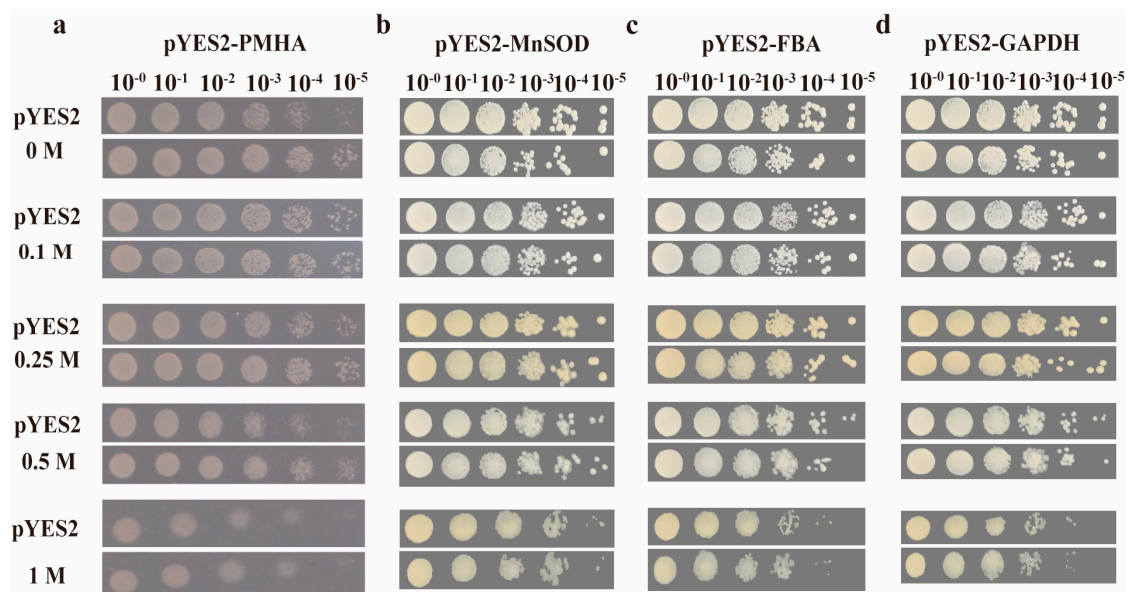 a b c d
pYES2-PMHA pYES2-MnSOD pYES2-FBA pYES2-GAPDH
10⁻⁰ 10⁻¹ 10⁻² 10⁻³ 10⁻⁴ 10⁻⁵ 10⁻⁰ 10⁻¹ 10⁻² 10⁻³ 10⁻⁴ 10⁻⁵ 10⁻⁰ 10⁻¹ 10⁻² 10⁻³ 10⁻⁴ 10⁻⁵ 10⁻⁰ 10⁻¹ 10⁻² 10⁻³ 10⁻⁴ 10⁻⁵
pYES2
0 M
pYES2
0.1 M
pYES2
0.25 M
pYES2
0.5 M
pYES2
1 M